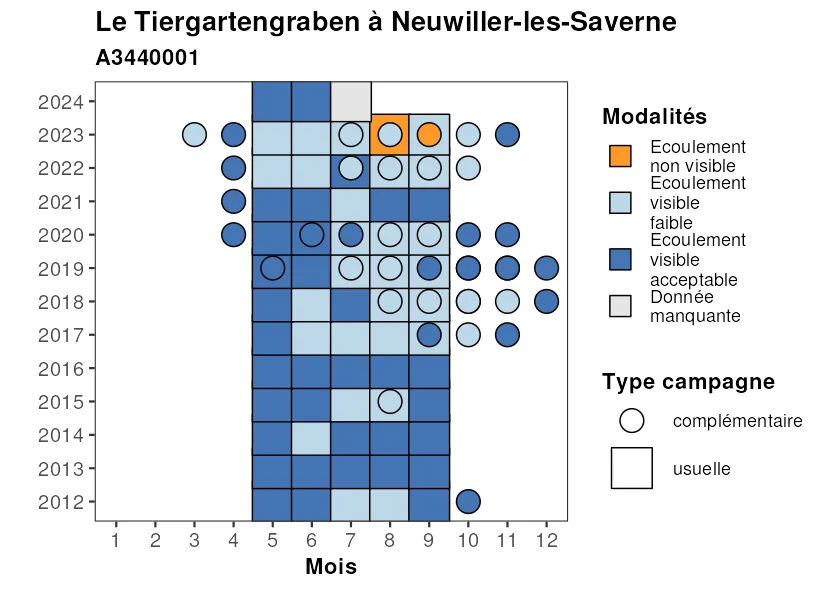 Le Tiergartengraben à Neuwiller-les-Saverne
A3440001
2024
2023
2022
2021
2020
2019
2018
2017
2016
2015
2014
2013
2012
1 2 3 4 5 6 7 8 9 10 11 12
Mois
Modalités
Ecoulement
non visible
Ecoulement
visible
faible
Ecoulement
visible
acceptable
Donnée
manquante
Type campagne
complémentaire
usuelle